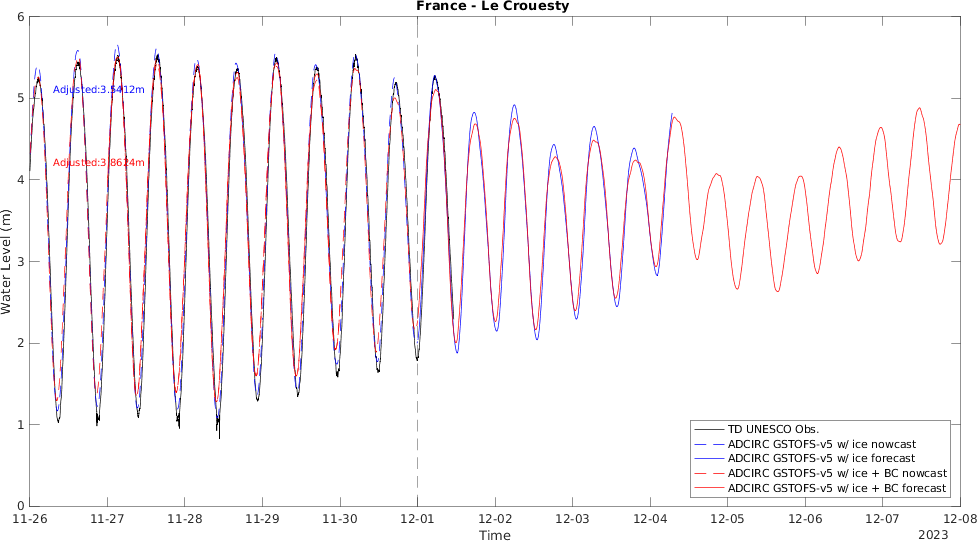 France - Le Crouesty
6
5
4
3
2
1
0
Water Level (m)
Adjusted:3.5412m
Adjusted:3.8624m
TD UNESCO Obs.
ADCIRC GSTOFS-v5 w/ ice nowcast
ADCIRC GSTOFS-v5 w/ ice forecast
ADCIRC GSTOFS-v5 w/ ice + BC nowcast
ADCIRC GSTOFS-v5 w/ ice + BC forecast
11-26 11-27 11-28 11-29 11-30 12-01 12-02 12-03 12-04 12-05 12-06 12-07 12-08
Time
2023